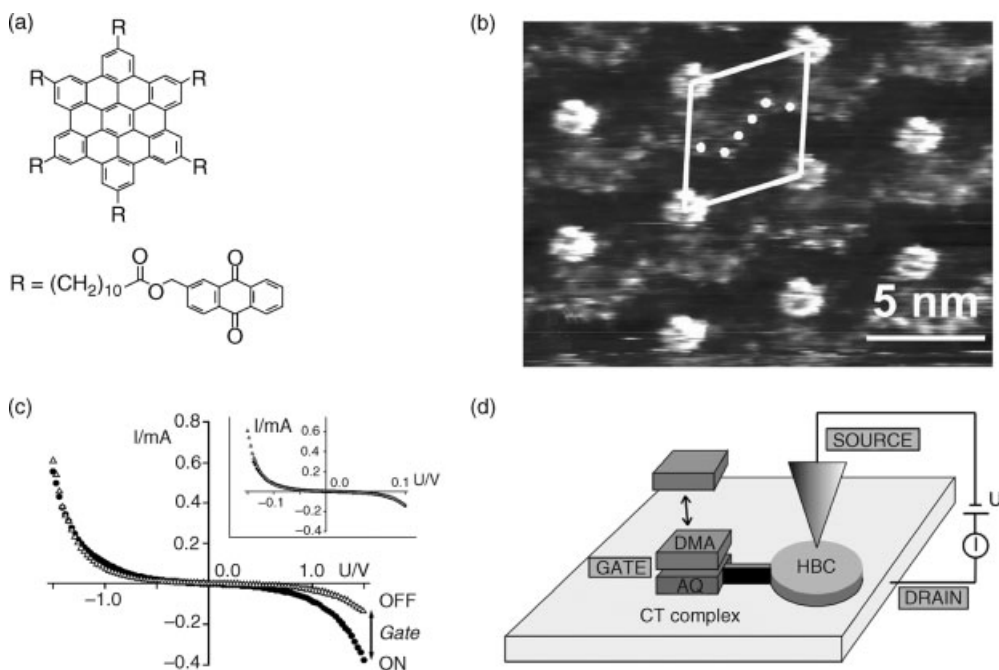 (a)
R
R
R
R
R
R
R = (CH₂)₁₀
O
O
O
O
(b)
5 nm
(c)
0.8
I/mA
0.6
0.4
0.2
0.0
1.0
U/V
−1.0
−0.2
−0.4
OFF
Gate
ON
I/mA
0.6
0.4
0.2
0.0
0.1
U/V
−0.1
−0.2
−0.4
(d)
SOURCE
U
I
DMA
GATE
AQ
HBC
DRAIN
CT complex